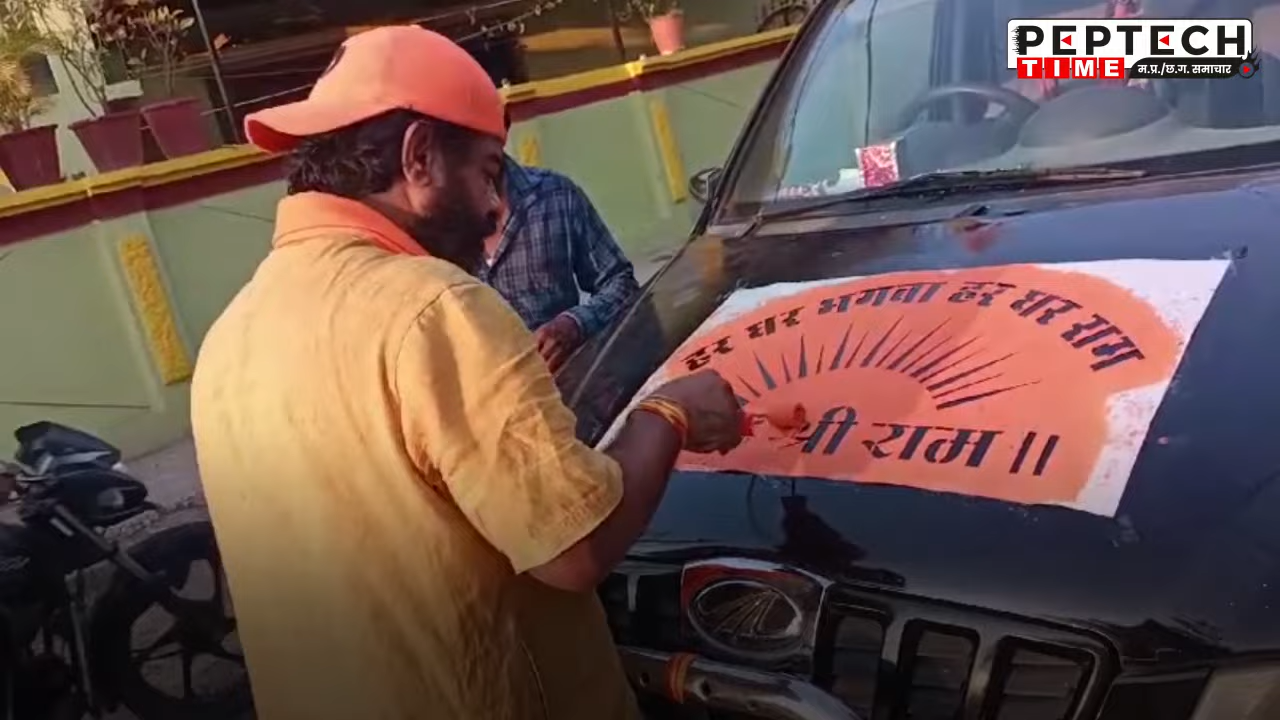 PEPTECH
TIME म.प्र./छ.ग. समाचार
हर घर भगवा हर घर राम
श्री राम ॥